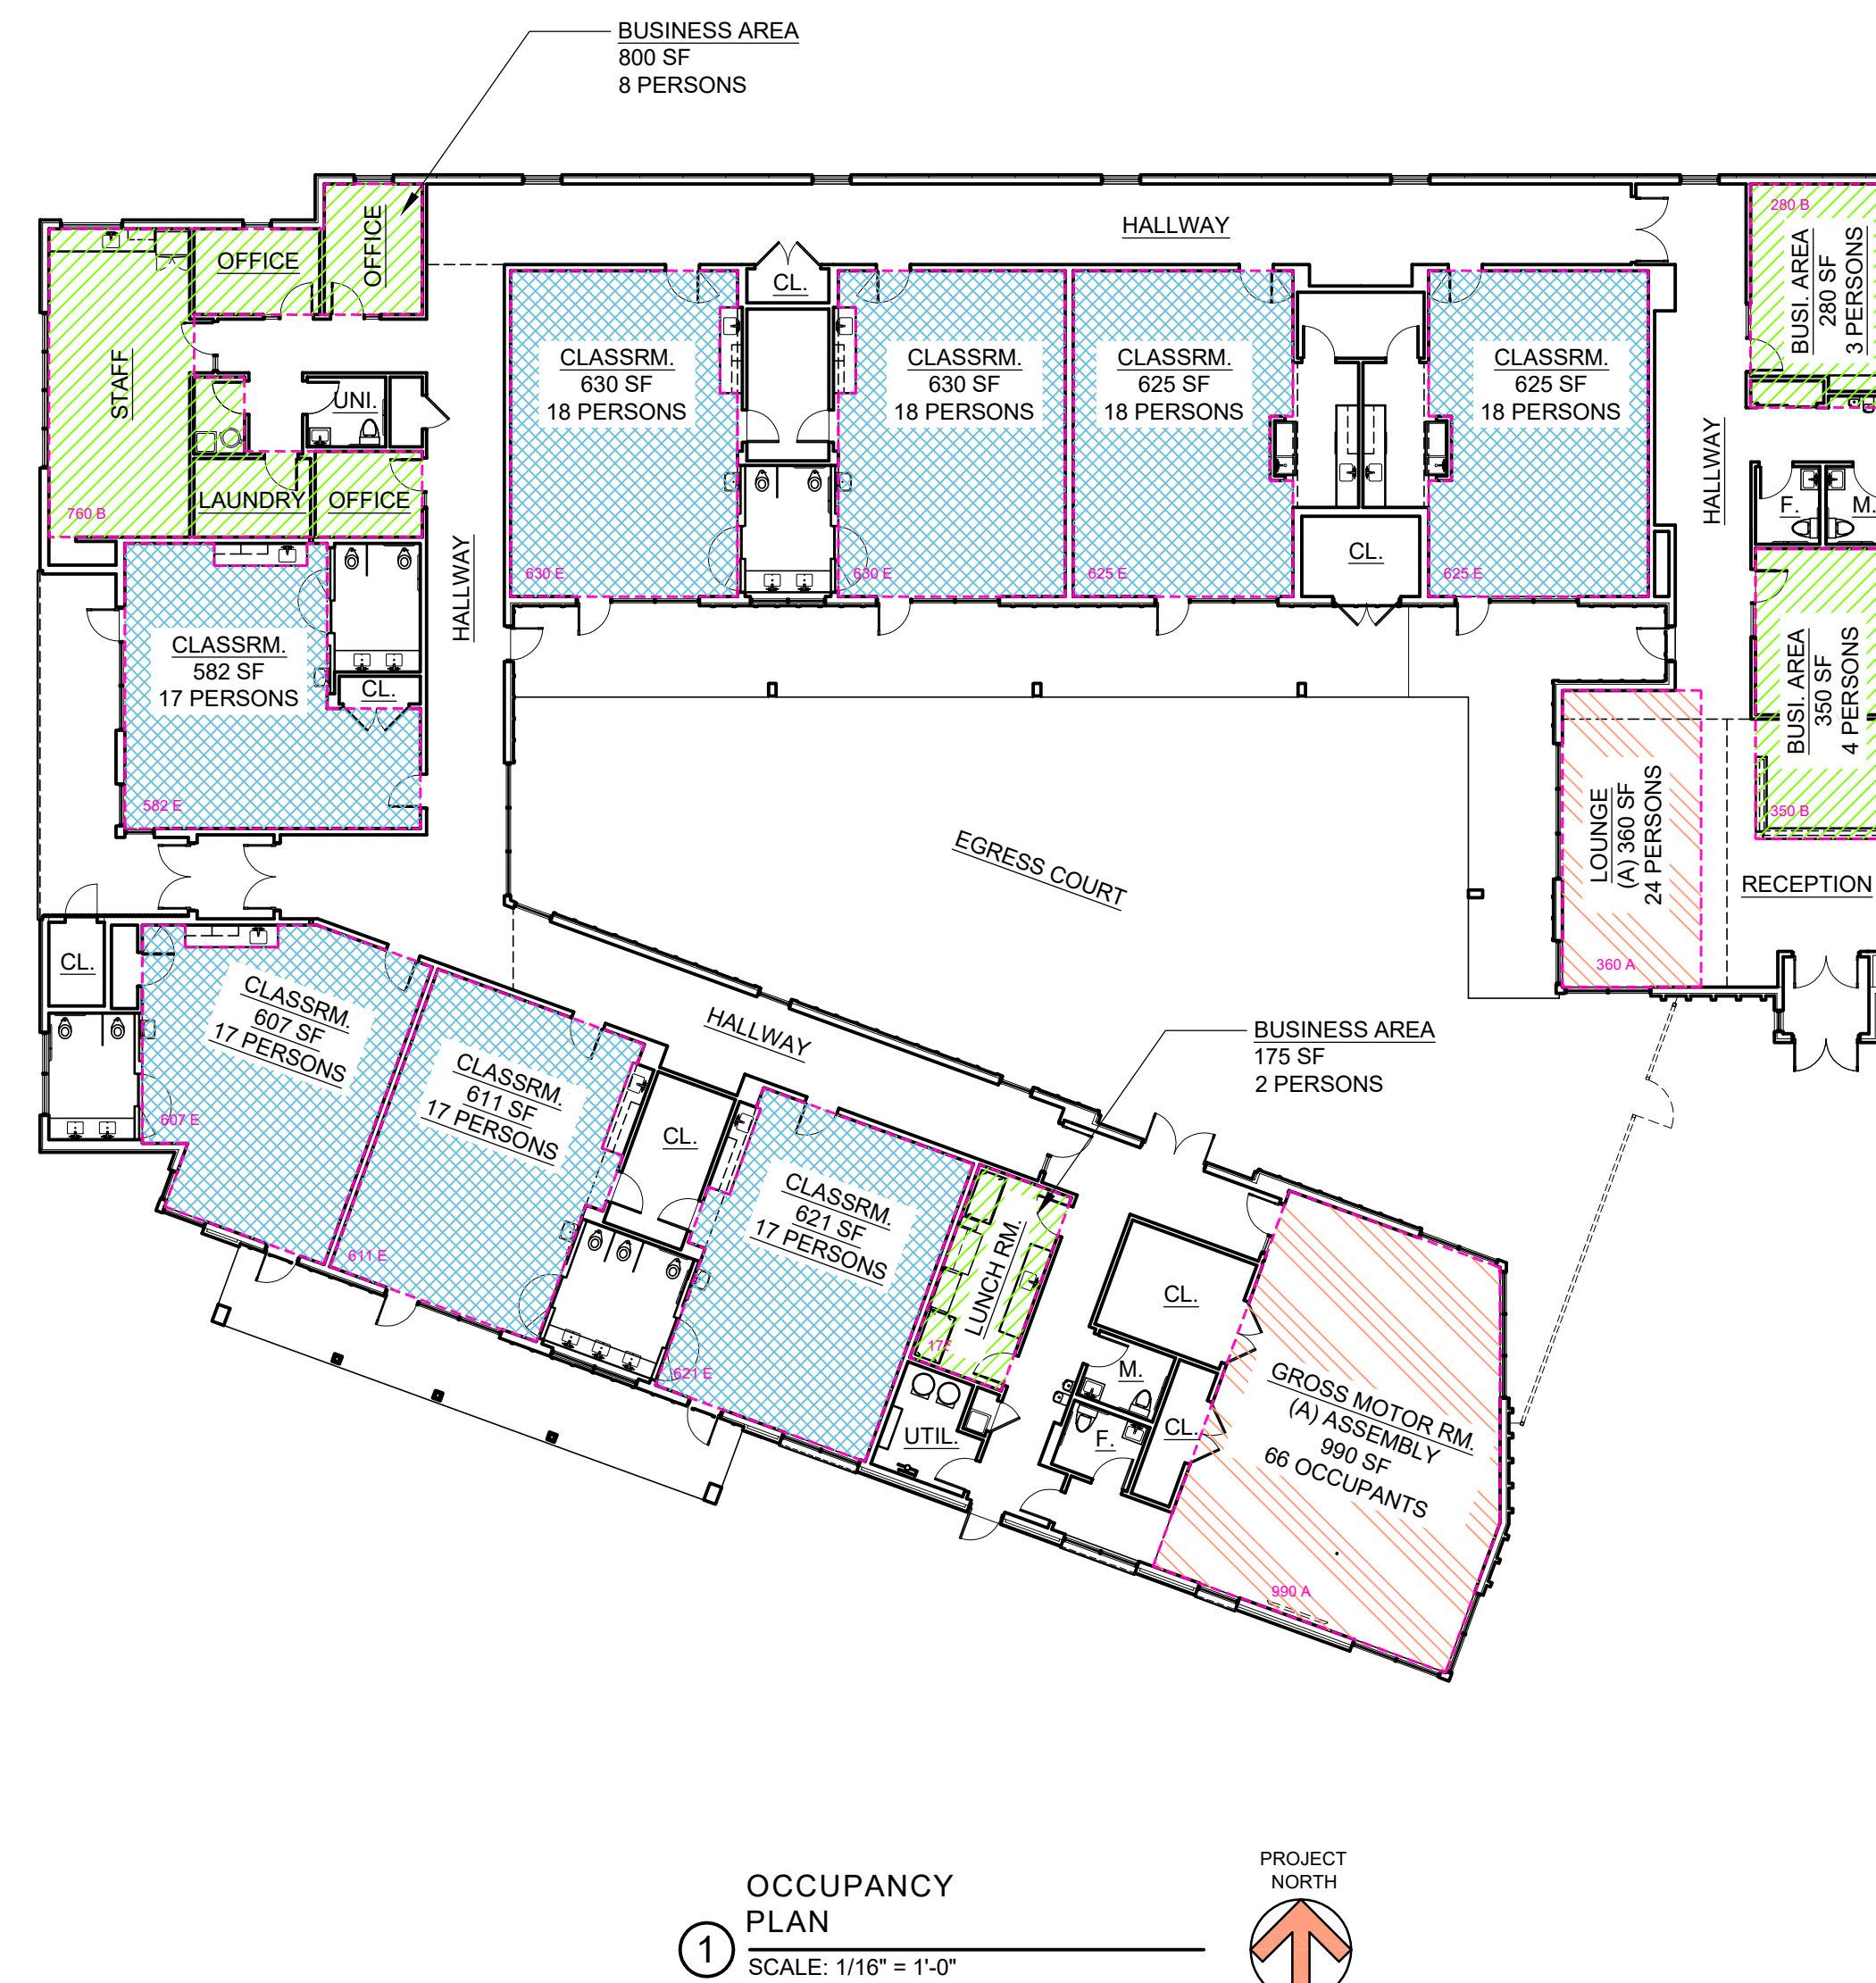 BUSINESS AREA
800 SF
8 PERSONS
HALLWAY
OFFICE
OFFICE
STAFF
UNI.
LAUNDRY
OFFICE
760 B
CL.
CLASSRM.
630 SF
18 PERSONS
630 E
CLASSRM.
630 SF
18 PERSONS
630 E
CLASSRM.
625 SF
18 PERSONS
625 E
CLASSRM.
625 SF
18 PERSONS
625 E
CL.
280 B
BUSI. AREA
280 SF
3 PERSONS
HALLWAY
F.
M.
HALLWAY
CLASSRM.
582 SF
17 PERSONS
582 E
CL.
BUSI. AREA
350 SF
4 PERSONS
350 B
LOUNGE
(A) 360 SF
24 PERSONS
360 A
RECEPTION
EGRESS COURT
CL.
CLASSRM.
607 SF
17 PERSONS
607 E
HALLWAY
CLASSRM.
611 SF
17 PERSONS
611 E
CL.
BUSINESS AREA
175 SF
2 PERSONS
CLASSRM.
621 SF
17 PERSONS
621 E
LUNCH RM.
UTIL.
CL.
M.
F.
CL.
GROSS MOTOR RM.
(A) ASSEMBLY
990 SF
66 OCCUPANTS
990 A
OCCUPANCY
PLAN
1
SCALE: 1/16" = 1'-0"
PROJECT
NORTH